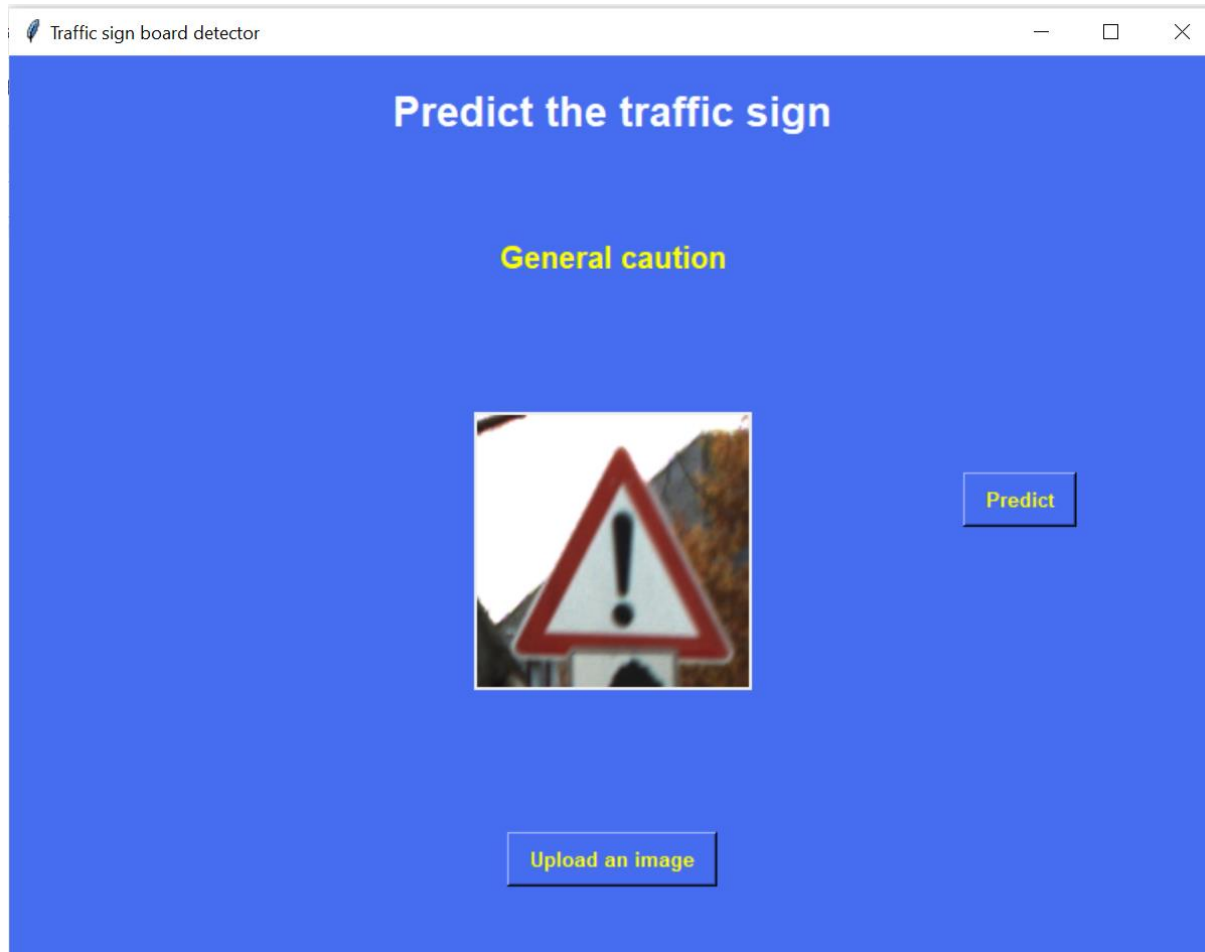 Traffic sign board detector
Predict the traffic sign
General caution
!
Predict
Upload an image